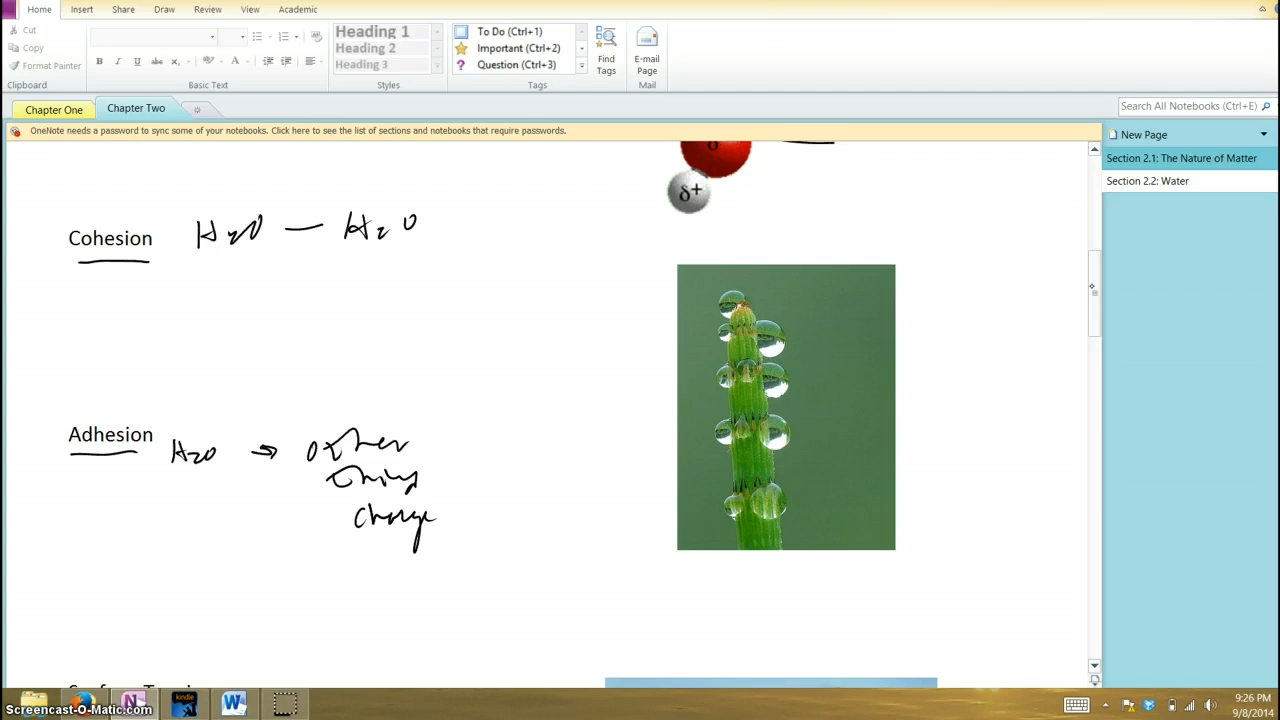 Home Insert Share Draw Review View Academic
Cut
Copy
Format Painter
Clipboard
B I U abc X₂ A
Basic Text
Heading 1
Heading 2
Heading 3
Styles
To Do (Ctrl+1)
Important (Ctrl+2)
Question (Ctrl+3)
Tags
Find Tags
E-mail Page
Mail
Chapter One Chapter Two
Search All Notebooks (Ctrl+E)
OneNote needs a password to sync some of your notebooks. Click here to see the list of sections and notebooks that require passwords.
New Page
Section 2.1: The Nature of Matter
Section 2.2: Water
δ+
Cohesion H₂O — H₂O
Adhesion H₂O → other
things
charge
kindle
N W
9:26 PM
9/8/2014
Screencast-O-Matic.com